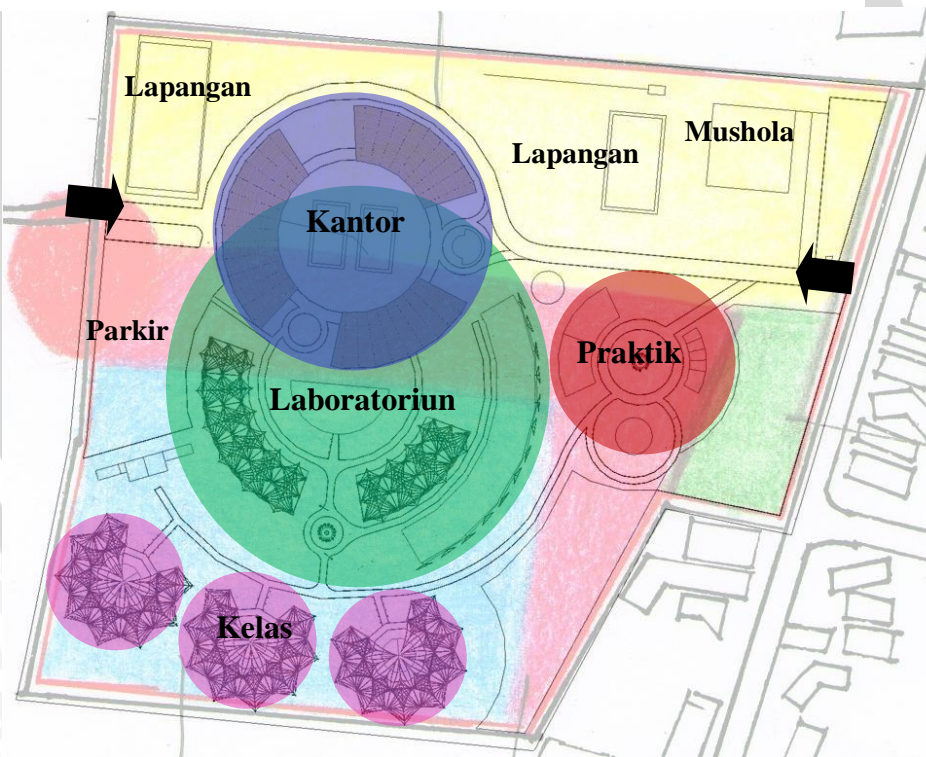 Lapangan
Mushola
Lapangan
Kantor
Parkir
Praktik
Laboratoriun
Kelas